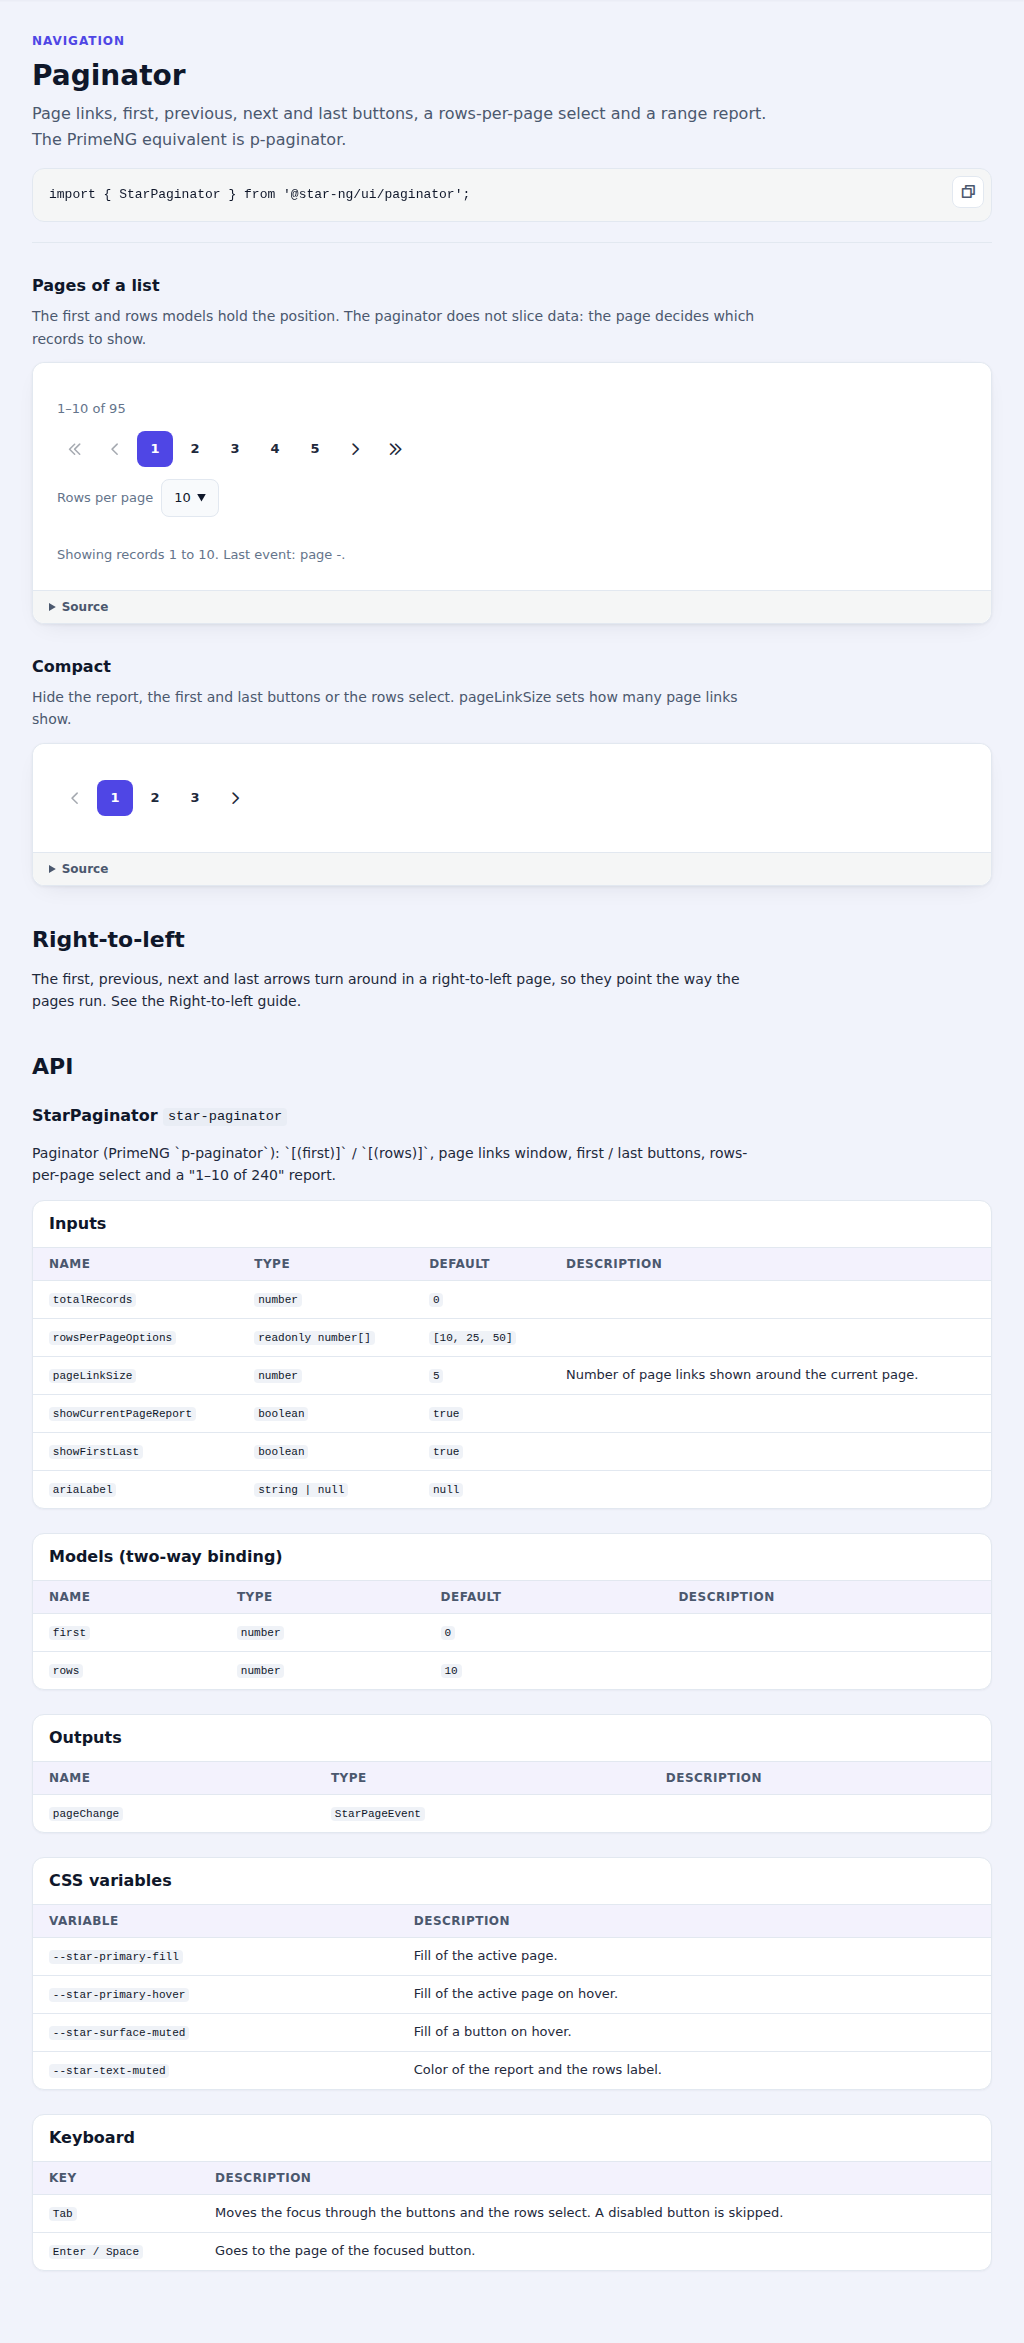 NAVIGATION
Paginator
Page links, first, previous, next and last buttons, a rows-per-page select and a range report.
The PrimeNG equivalent is p-paginator.
import { StarPaginator } from '@star-ng/ui/paginator';
Pages of a list
The first and rows models hold the position. The paginator does not slice data: the page decides which
records to show.
1–10 of 95
1 2 3 4 5
Rows per page 10
Showing records 1 to 10. Last event: page -.
Source
Compact
Hide the report, the first and last buttons or the rows select. pageLinkSize sets how many page links
show.
1 2 3
Source
Right-to-left
The first, previous, next and last arrows turn around in a right-to-left page, so they point the way the
pages run. See the Right-to-left guide.
API
StarPaginator star-paginator
Paginator (PrimeNG `p-paginator`): `[(first)]` / `[(rows)]`, page links window, first / last buttons, rows-
per-page select and a "1–10 of 240" report.
Inputs
NAME TYPE DEFAULT DESCRIPTION
totalRecords number 0
rowsPerPageOptions readonly number[] [10, 25, 50]
pageLinkSize number 5 Number of page links shown around the current page.
showCurrentPageReport boolean true
showFirstLast boolean true
ariaLabel string | null null
Models (two-way binding)
NAME TYPE DEFAULT DESCRIPTION
first number 0
rows number 10
Outputs
NAME TYPE DESCRIPTION
pageChange StarPageEvent
CSS variables
VARIABLE DESCRIPTION
--star-primary-fill Fill of the active page.
--star-primary-hover Fill of the active page on hover.
--star-surface-muted Fill of a button on hover.
--star-text-muted Color of the report and the rows label.
Keyboard
KEY DESCRIPTION
Tab Moves the focus through the buttons and the rows select. A disabled button is skipped.
Enter / Space Goes to the page of the focused button.